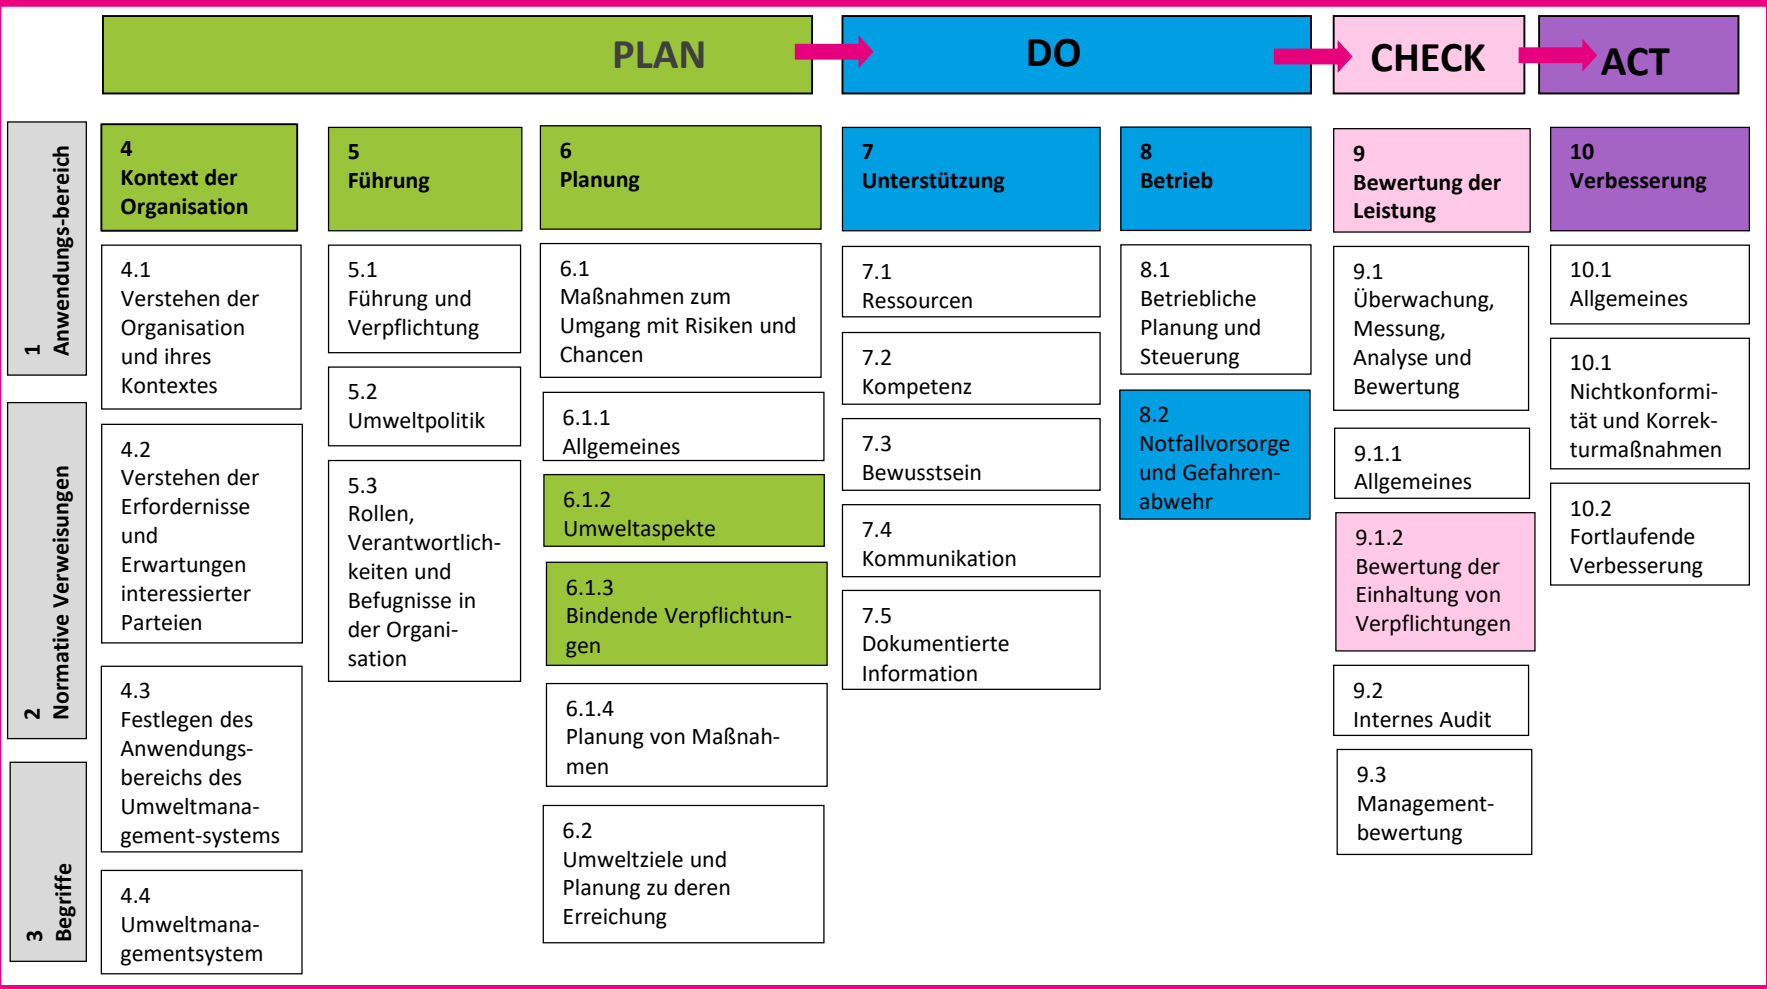 PLAN
DO
CHECK
ACT
1
Anwendungs-bereich
2
Normative Verweisungen
3
Begriffe
4
Kontext der
Organisation
4.1
Verstehen der
Organisation
und ihres
Kontextes
4.2
Verstehen der
Erfordernisse
und
Erwartungen
interessierter
Parteien
4.3
Festlegen des
Anwendungs-
bereichs des
Umweltmana-
gement-systems
4.4
Umweltmana-
gementsystem
5
Führung
5.1
Führung und
Verpflichtung
5.2
Umweltpolitik
5.3
Rollen,
Verantwortlich-
keiten und
Befugnisse in
der Organi-
sation
6
Planung
6.1
Maßnahmen zum
Umgang mit Risiken und
Chancen
6.1.1
Allgemeines
6.1.2
Umweltaspekte
6.1.3
Bindende Verpflichtun-
gen
6.1.4
Planung von Maßnah-
men
6.2
Umweltziele und
Planung zu deren
Erreichung
7
Unterstützung
7.1
Ressourcen
7.2
Kompetenz
7.3
Bewusstsein
7.4
Kommunikation
7.5
Dokumentierte
Information
8
Betrieb
8.1
Betriebliche
Planung und
Steuerung
8.2
Notfallvorsorge
und Gefahren-
abwehr
9
Bewertung der
Leistung
9.1
Überwachung,
Messung,
Analyse und
Bewertung
9.1.1
Allgemeines
9.1.2
Bewertung der
Einhaltung von
Verpflichtungen
9.2
Internes Audit
9.3
Management-
bewertung
10
Verbesserung
10.1
Allgemeines
10.1
Nichtkonformi-
tät und Korrek-
turmaßnahmen
10.2
Fortlaufende
Verbesserung